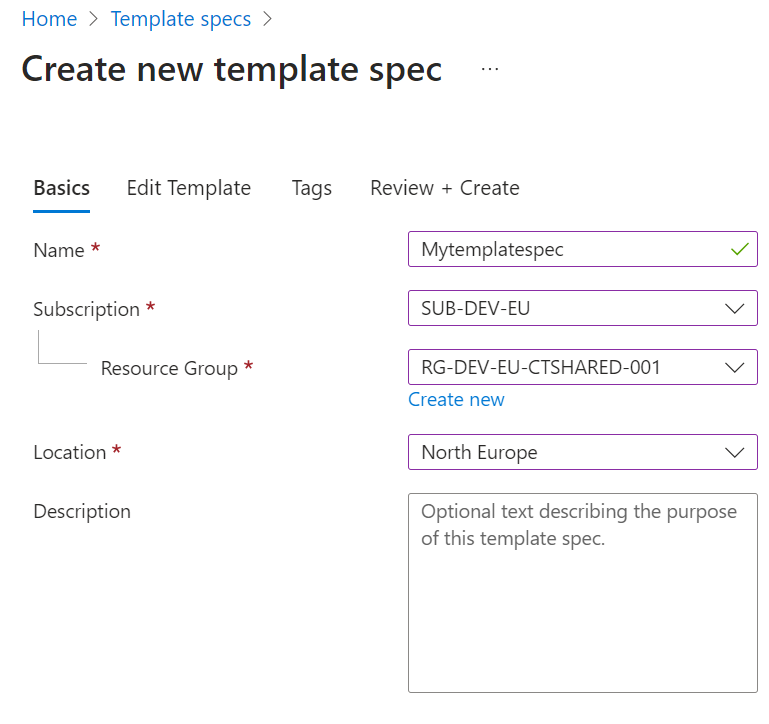 Home > Template specs >
Create new template spec ...
Basics Edit Template Tags Review + Create
Name * Mytemplatespec
Subscription * SUB-DEV-EU
Resource Group * RG-DEV-EU-CTSHARED-001
Create new
Location * North Europe
Description Optional text describing the purpose
of this template spec.